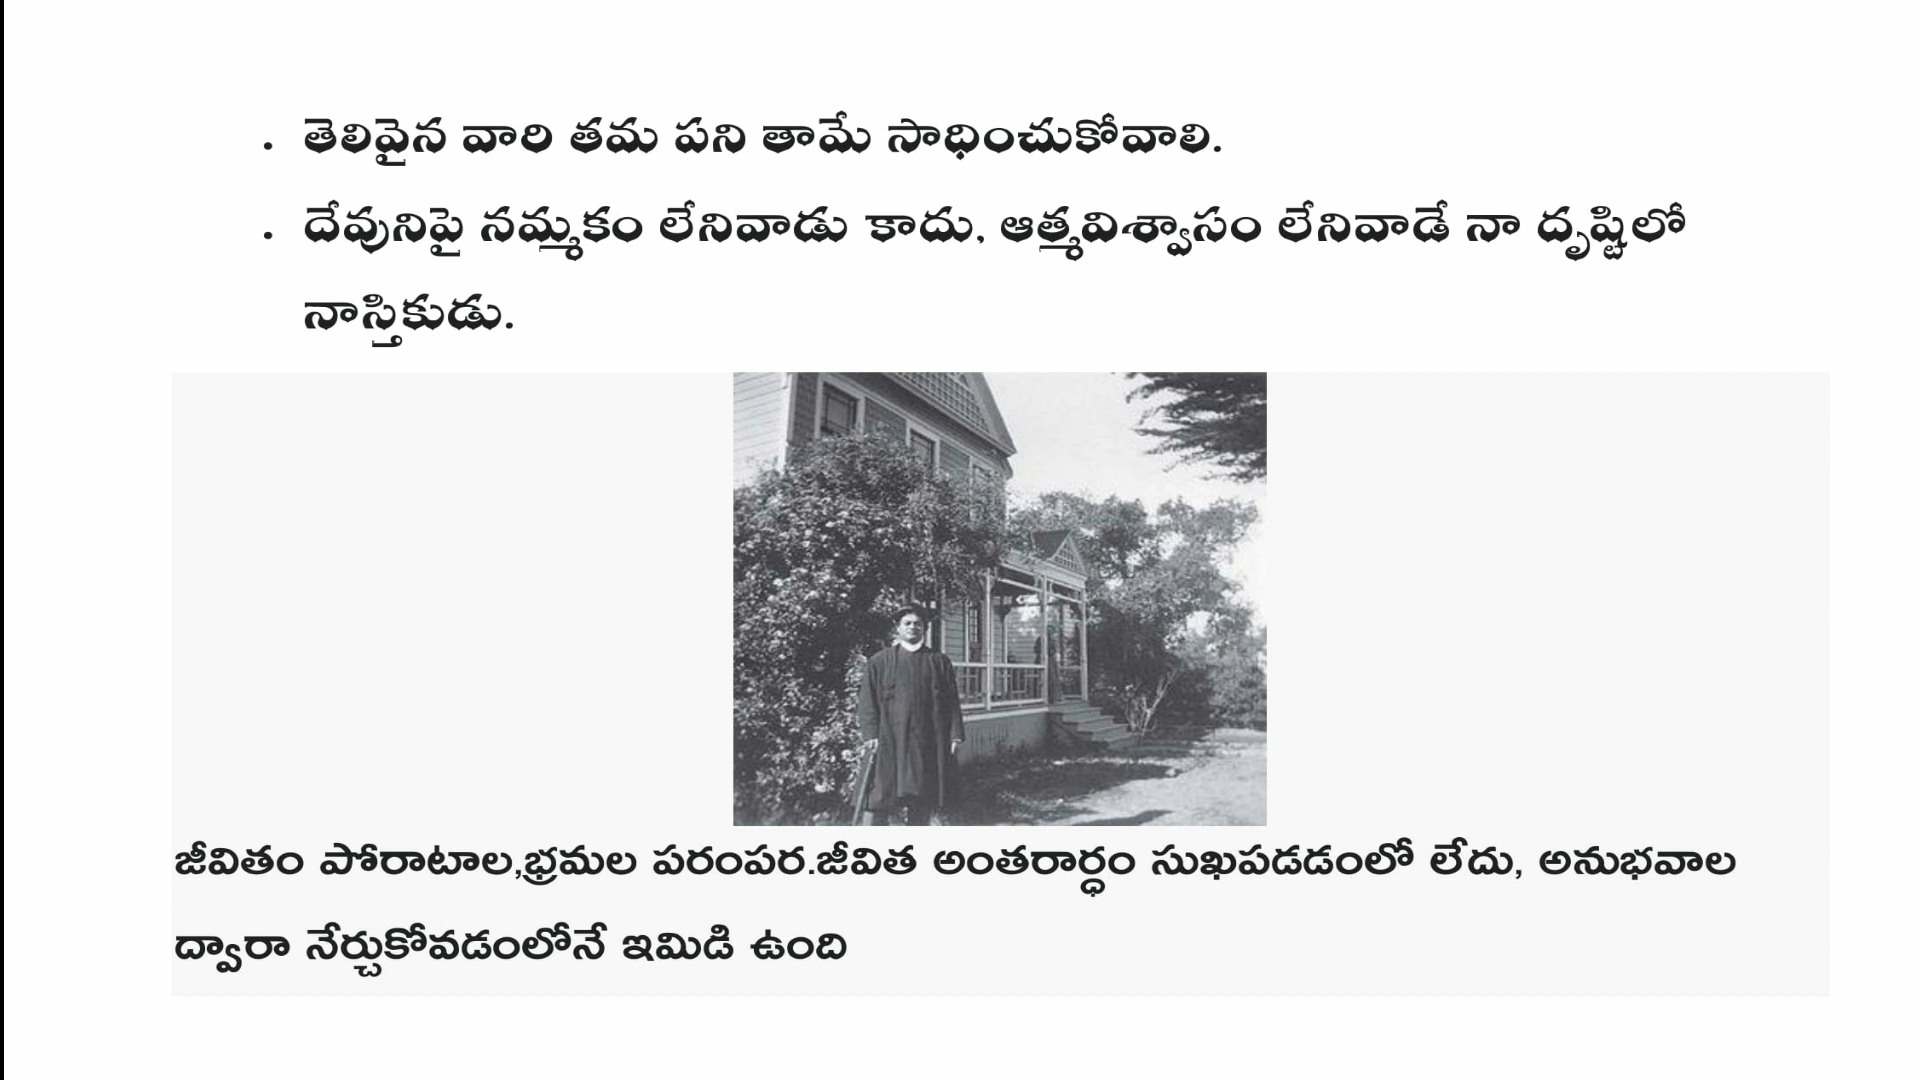 . తెలివైన వారి తమ పని తామే సాధించుకోవాలి.
. దేవునిపై నమ్మకం లేనివాడు కాదు, ఆత్మవిశ్వాసం లేనివాడే నా దృష్టిలో
నాస్తికుడు.
జీవితం పోరాటాల,భ్రమల పరంపర.జీవిత అంతరార్థం సుఖపడడంలో లేదు, అనుభవాల
ద్వారా నేర్చుకోవడంలోనే ఇమిడి ఉంది